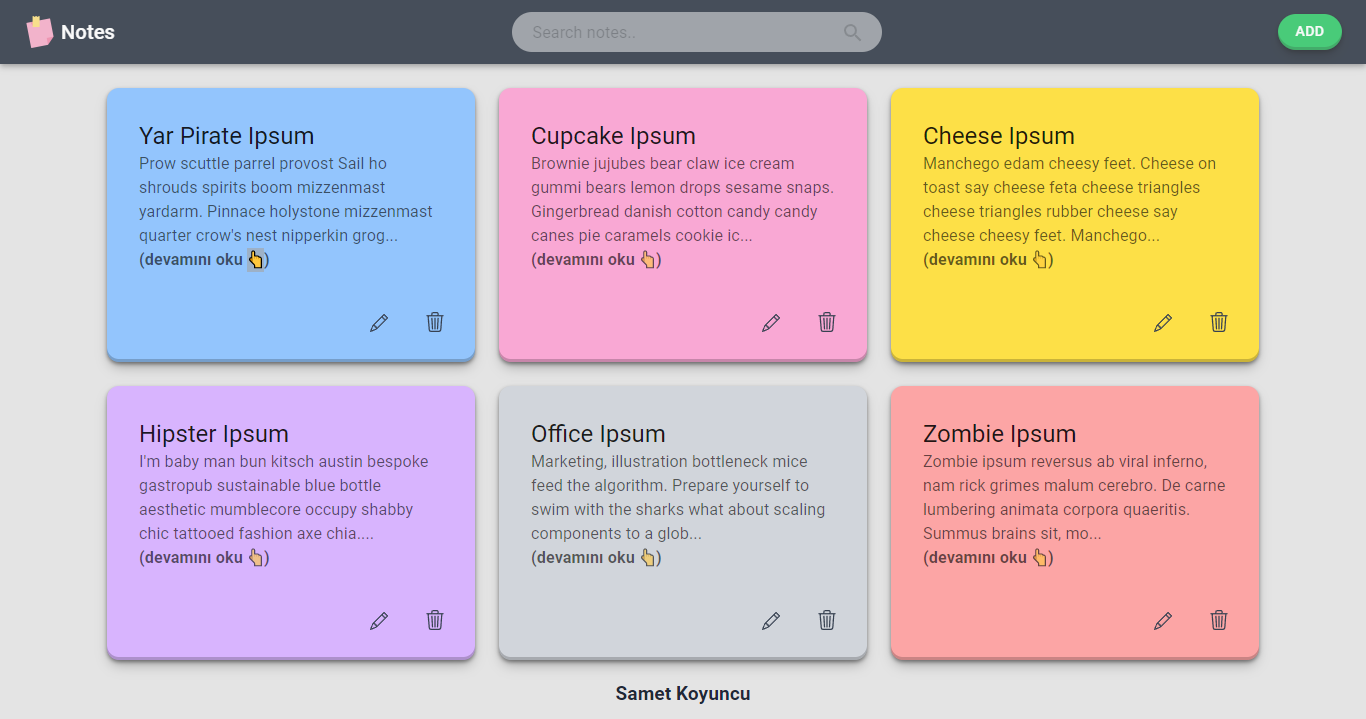 Notes
Search notes..
ADD
Yar Pirate Ipsum
Prow scuttle parrel provost Sail ho
shrouds spirits boom mizzenmast
yardarm. Pinnace holystone mizzenmast
quarter crow's nest nipperkin grog...
(devamını oku 👆)
Cupcake Ipsum
Brownie jujubes bear claw ice cream
gummi bears lemon drops sesame snaps.
Gingerbread danish cotton candy candy
canes pie caramels cookie ic...
(devamını oku 👆)
Cheese Ipsum
Manchego edam cheesy feet. Cheese on
toast say cheese feta cheese triangles
cheese triangles rubber cheese say
cheese cheesy feet. Manchego...
(devamını oku 👆)
Hipster Ipsum
I'm baby man bun kitsch austin bespoke
gastropub sustainable blue bottle
aesthetic mumblecore occupy shabby
chic tattooed fashion axe chia....
(devamını oku 👆)
Office Ipsum
Marketing, illustration bottleneck mice
feed the algorithm. Prepare yourself to
swim with the sharks what about scaling
components to a glob...
(devamını oku 👆)
Zombie Ipsum
Zombie ipsum reversus ab viral inferno,
nam rick grimes malum cerebro. De carne
lumbering animata corpora quaeritis.
Summus brains sit, mo...
(devamını oku 👆)
Samet Koyuncu